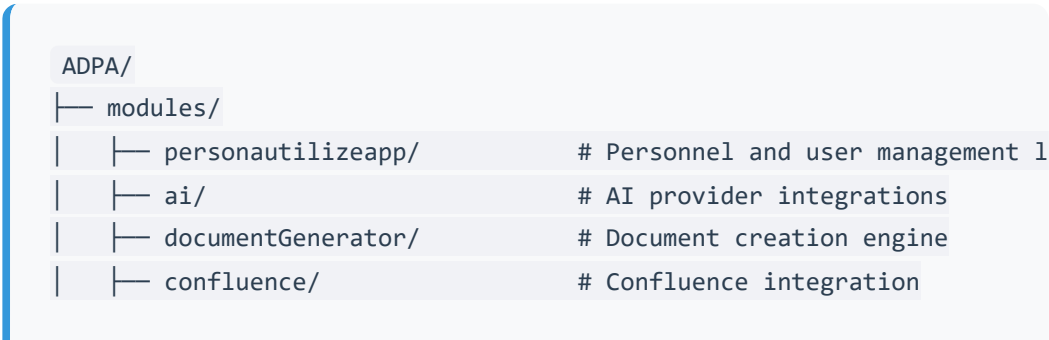 ADPA/
├── modules/
│   ├── personautilizeapp/          # Personnel and user management l
│   ├── ai/                         # AI provider integrations
│   ├── documentGenerator/          # Document creation engine
│   ├── confluence/                 # Confluence integration